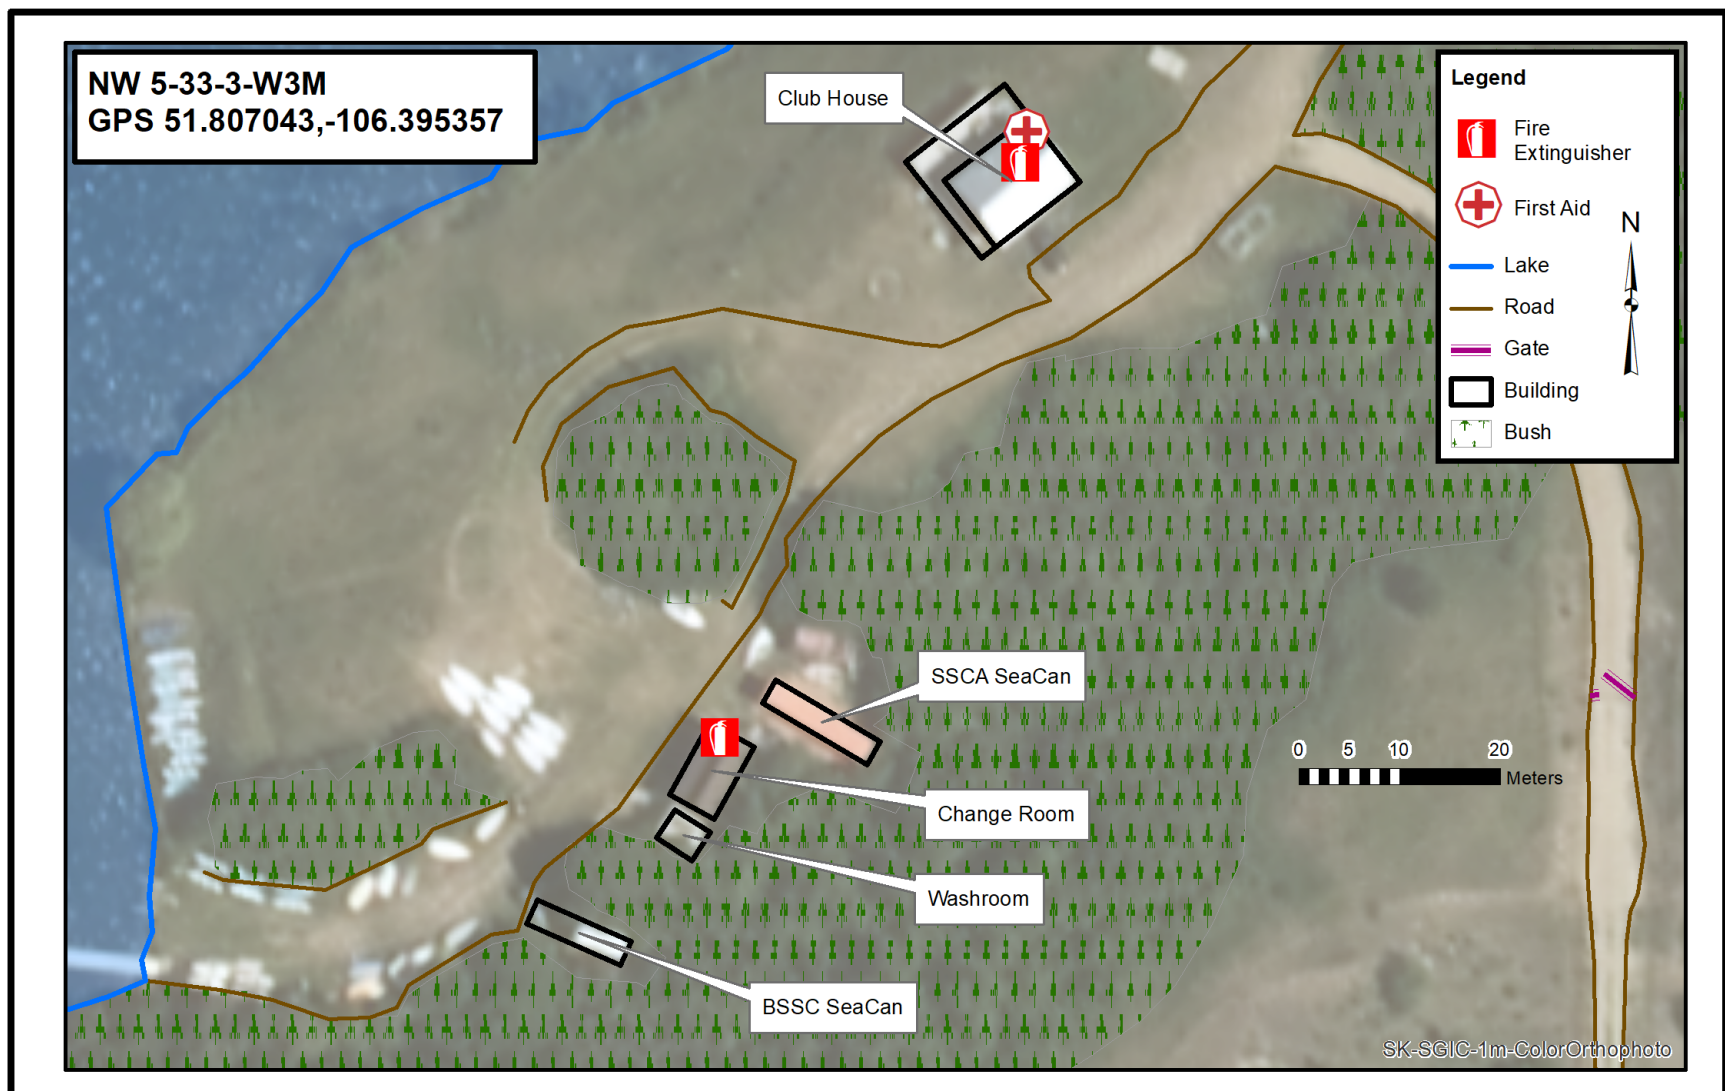 NW 5-33-3-W3M
GPS 51.807043,-106.395357
Club House
Legend
Fire
Extinguisher
First Aid
N
Lake
Road
Gate
Building
Bush
SSCA SeaCan
0 5 10 20
Meters
Change Room
Washroom
BSSC SeaCan
SK-SGIC-1m-ColorOrthophoto